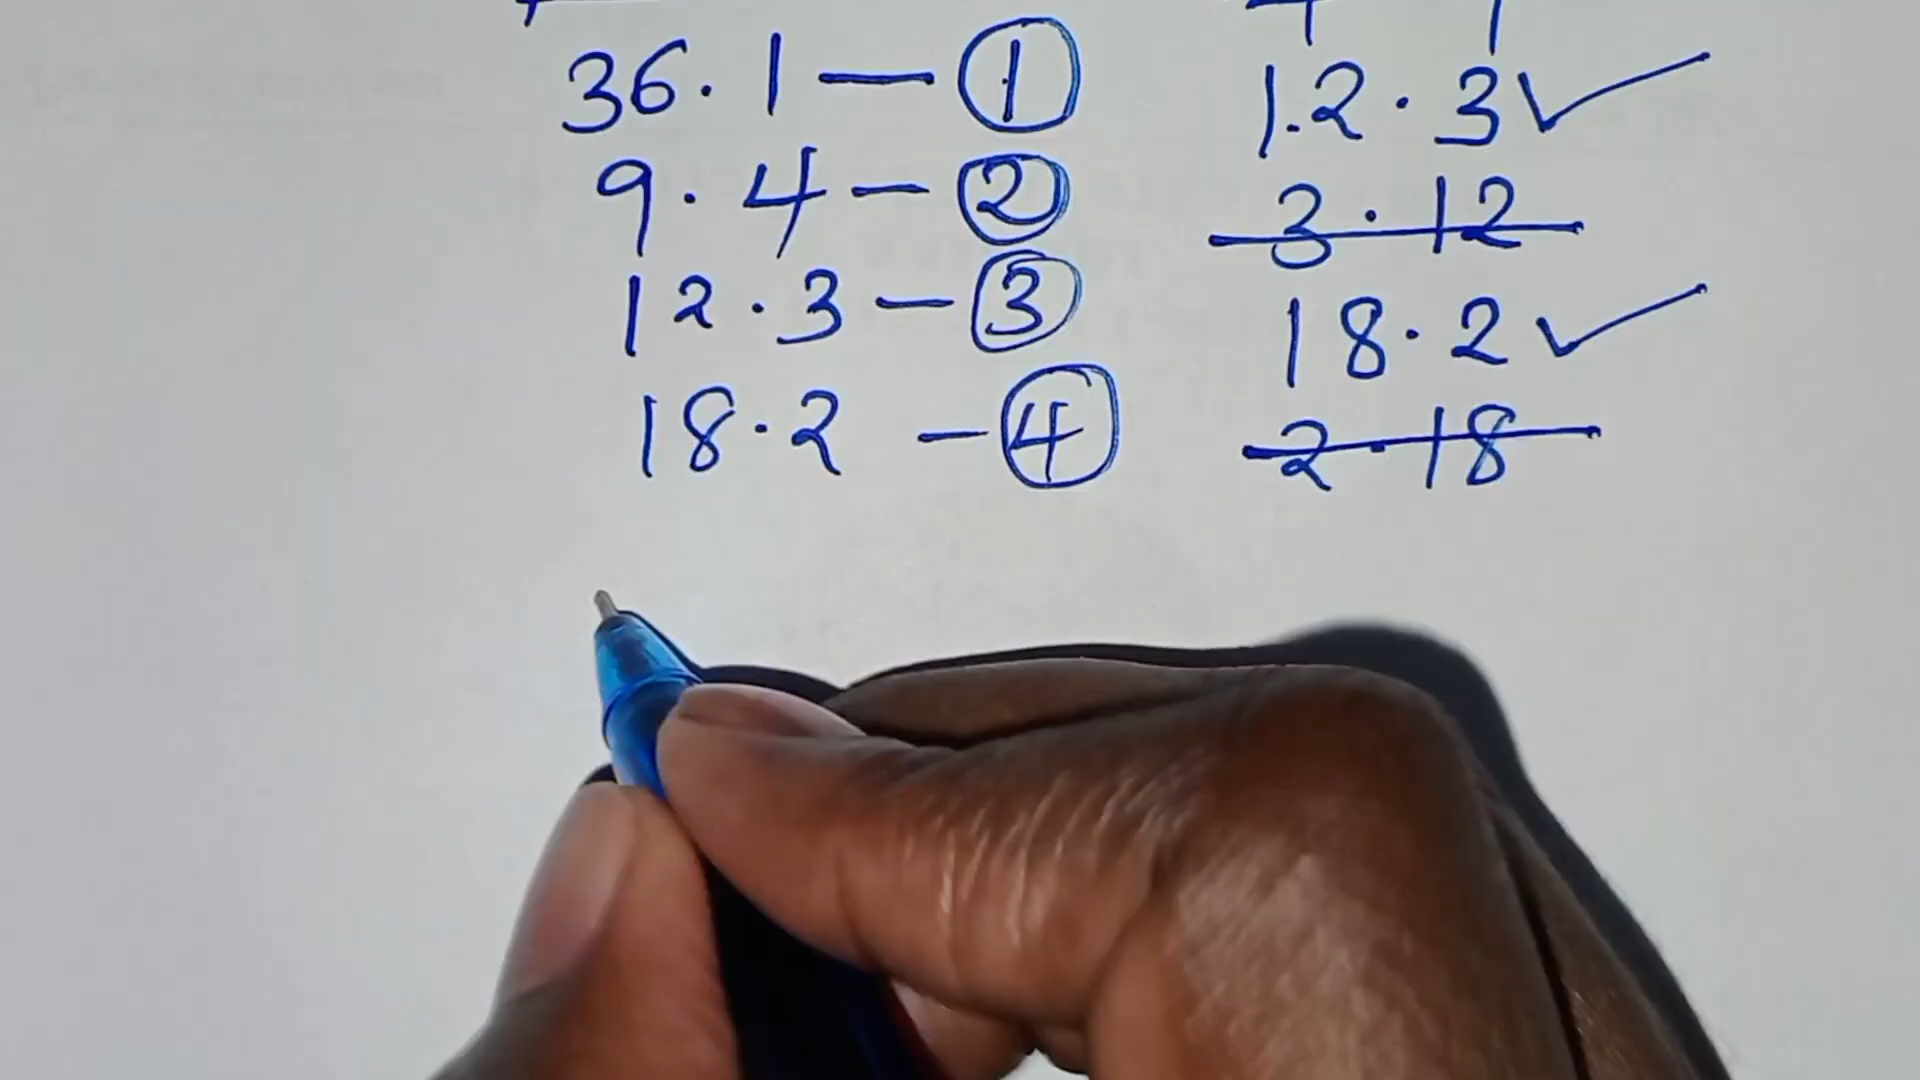 36.1 — ①
9.4 — ②
12.3 — ③
18.2 — ④
1.2.3 ✓
3.12
18.2 ✓
2.18